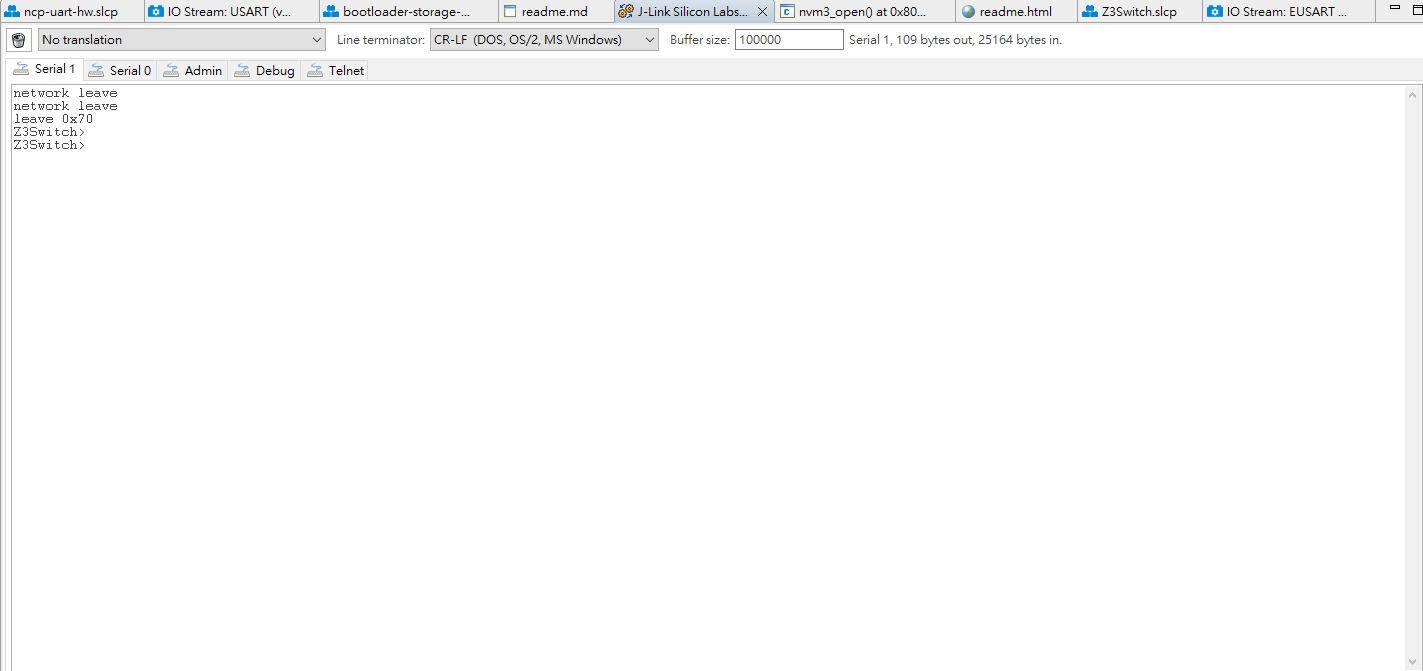 ncp-uart-hw.slcp IO Stream: USART (v... bootloader-storage-... readme.md J-Link Silicon Labs... nvm3_open() at 0x80... readme.html Z3Switch.slcp IO Stream: EUSART ...
No translation Line terminator: CR-LF (DOS, OS/2, MS Windows) Buffer size: 100000 Serial 1, 109 bytes out, 25164 bytes in.
Serial 1 Serial 0 Admin Debug Telnet
network leave
network leave
leave 0x70
Z3Switch>
Z3Switch>